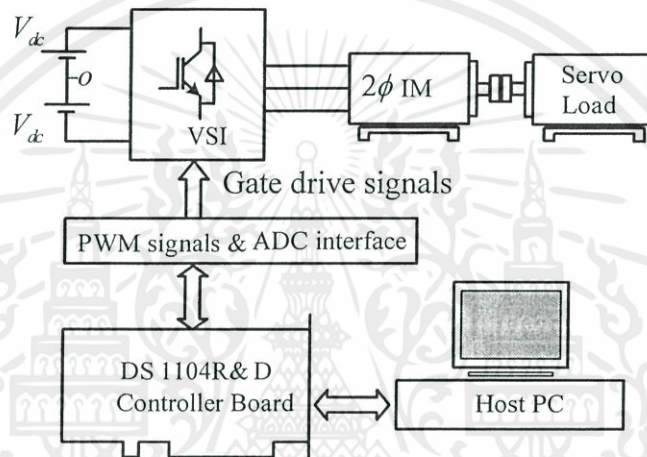 V_dc
o
V_dc
VSI
2ϕ IM
Servo
Load
Gate drive signals
PWM signals & ADC interface
DS 1104R& D
Controller Board
Host PC